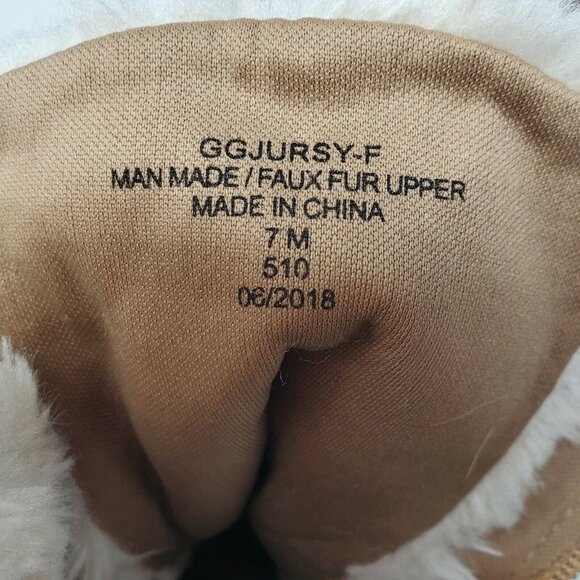 GGJURSY-F
MAN MADE / FAUX FUR UPPER
MADE IN CHINA
7 M
510
06/2018